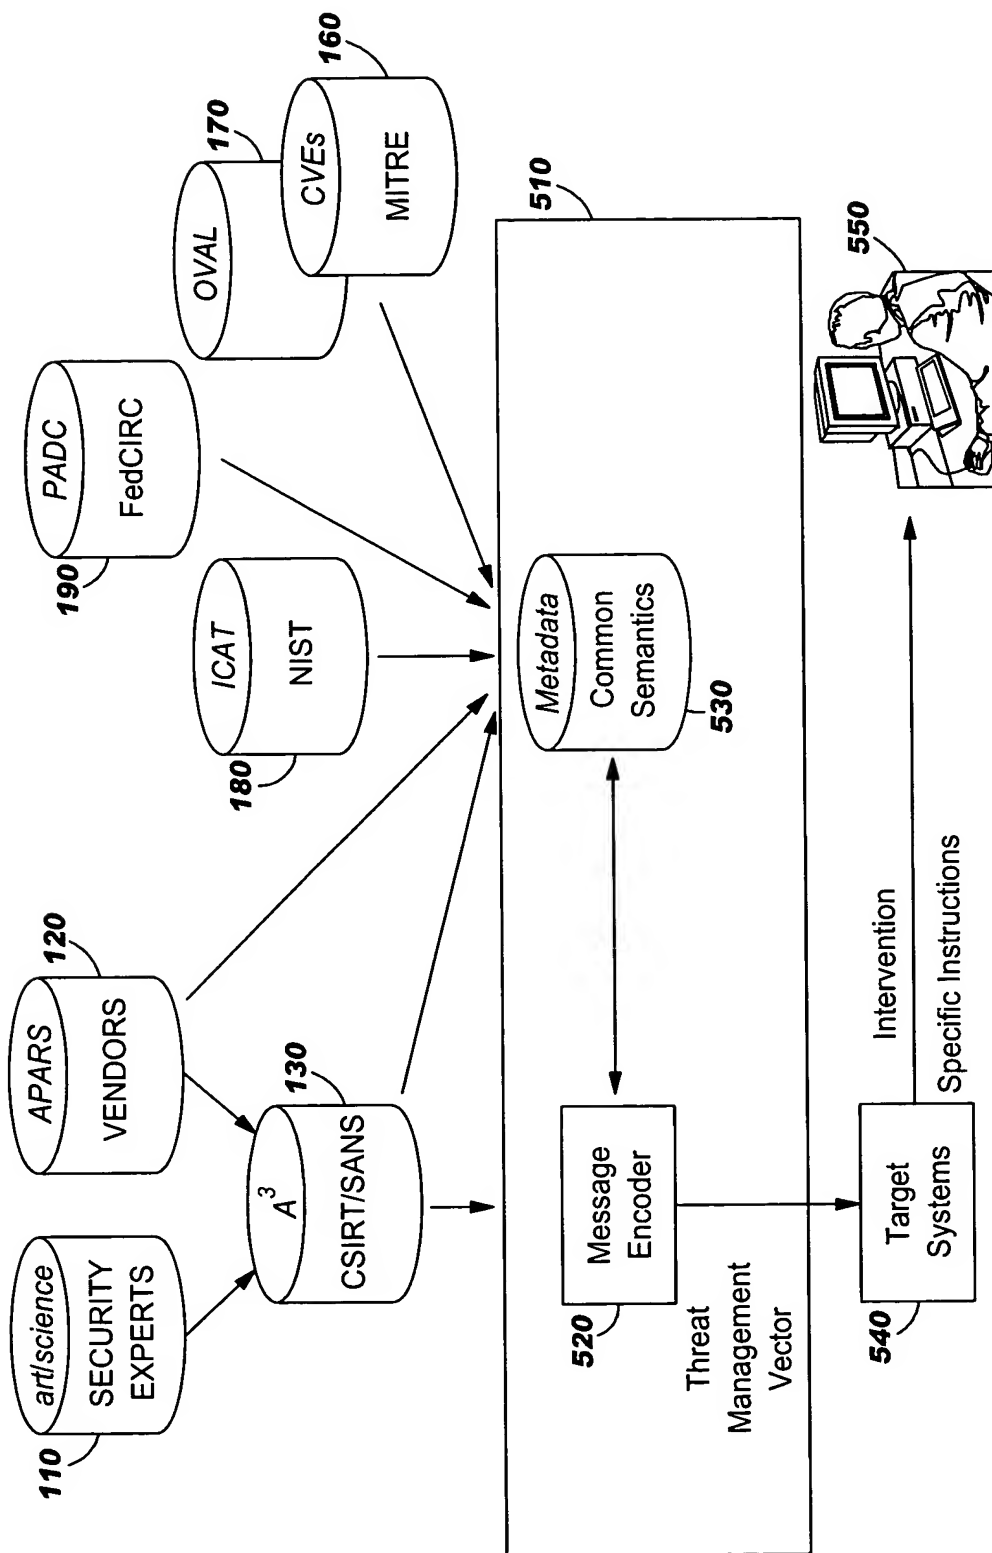 110
art/science
SECURITY
EXPERTS
APARS
VENDORS
120
A³
CSIRT/SANS
130
ICAT
NIST
180
PADC
FedCIRC
190
OVAL
170
CVEs
MITRE
160
510
Metadata
Common
Semantics
530
Message
Encoder
520
Threat
Management
Vector
Target
Systems
540
Intervention
Specific Instructions
550